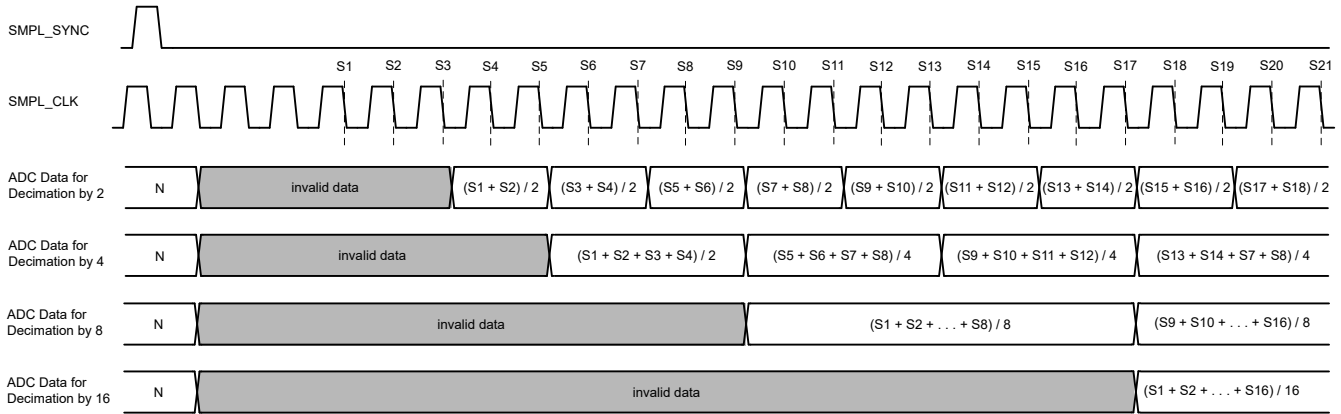 SMPL_SYNC
S1 S2 S3 S4 S5 S6 S7 S8 S9 S10 S11 S12 S13 S14 S15 S16 S17 S18 S19 S20 S21
SMPL_CLK
ADC Data for
Decimation by 2
N invalid data (S1 + S2) / 2 (S3 + S4) / 2 (S5 + S6) / 2 (S7 + S8) / 2 (S9 + S10) / 2 (S11 + S12) / 2 (S13 + S14) / 2 (S15 + S16) / 2 (S17 + S18) / 2
ADC Data for
Decimation by 4
N invalid data (S1 + S2 + S3 + S4) / 2 (S5 + S6 + S7 + S8) / 4 (S9 + S10 + S11 + S12) / 4 (S13 + S14 + S7 + S8) / 4
ADC Data for
Decimation by 8
N invalid data (S1 + S2 + . . . + S8) / 8 (S9 + S10 + . . . + S16) / 8
ADC Data for
Decimation by 16
N invalid data (S1 + S2 + . . . + S16) / 16